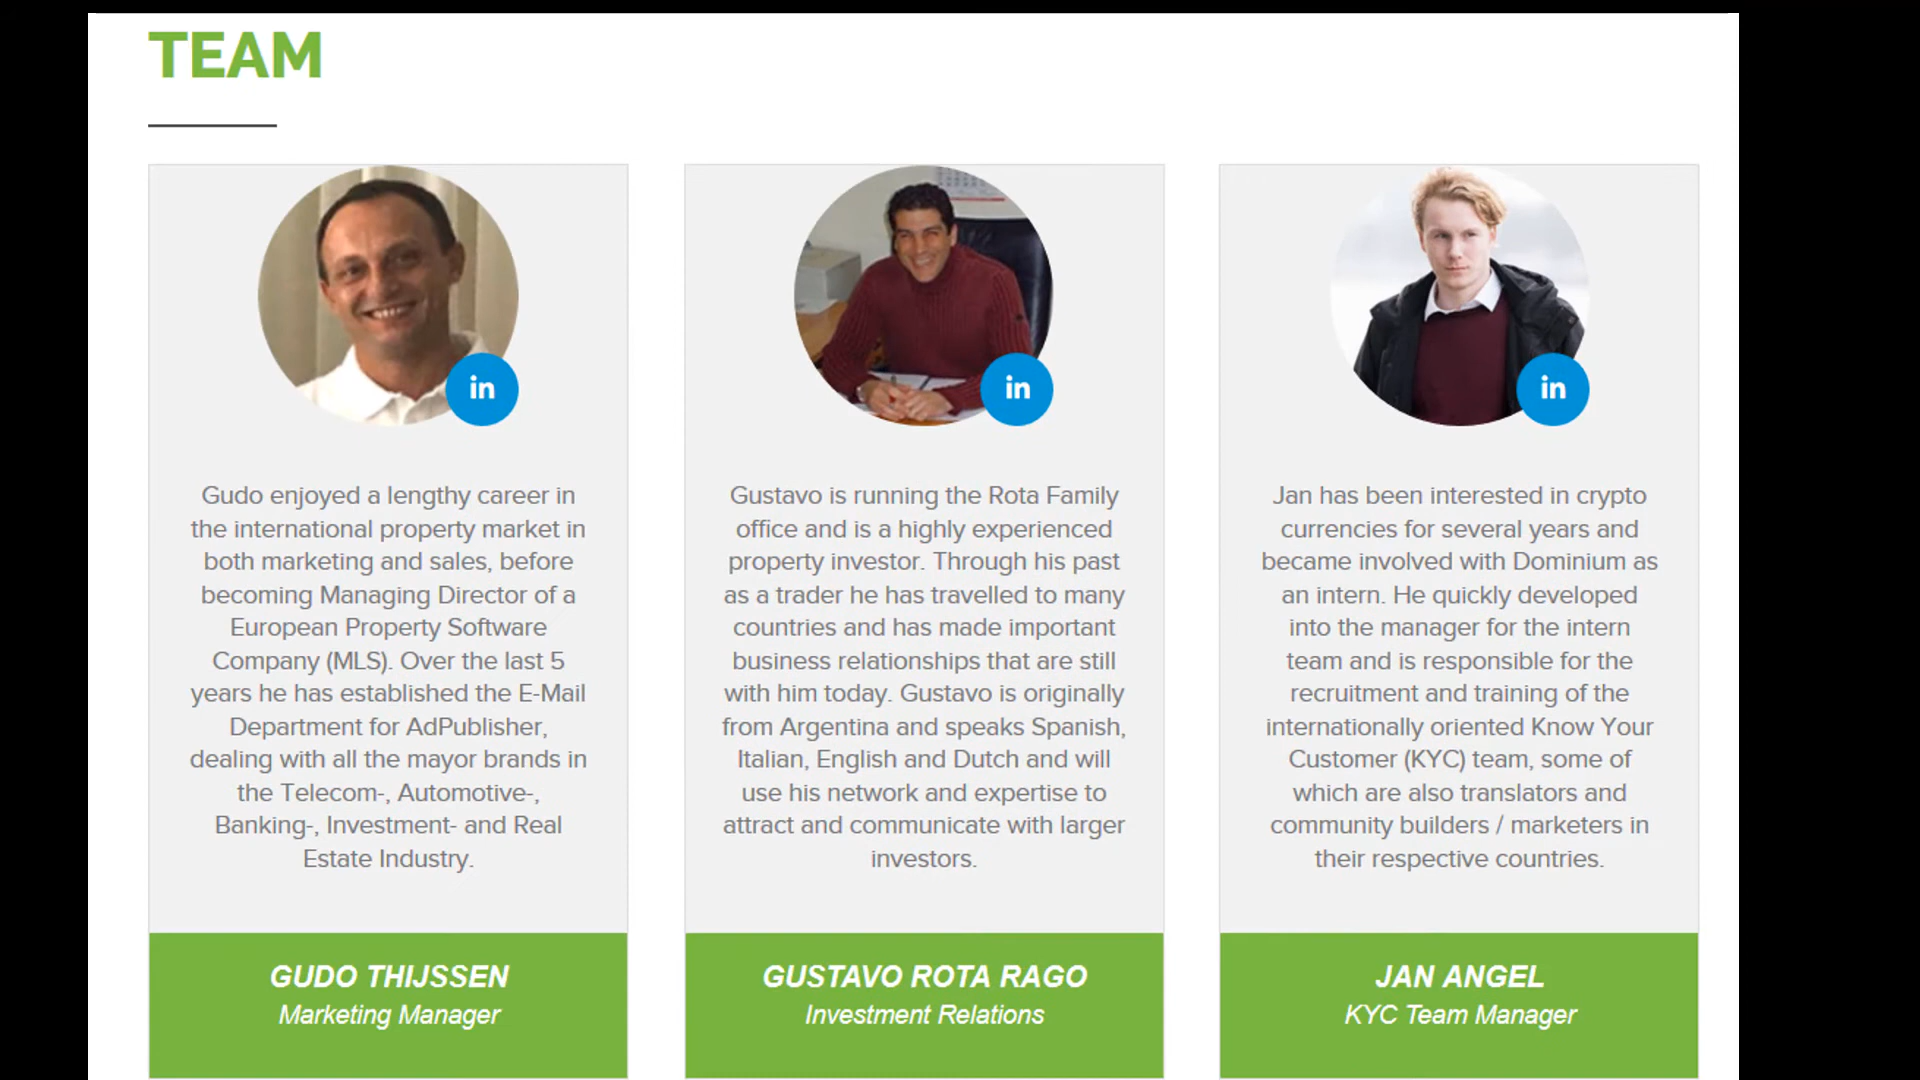 TEAM
in
in
in
Gudo enjoyed a lengthy career in
the international property market in
both marketing and sales, before
becoming Managing Director of a
European Property Software
Company (MLS). Over the last 5
years he has established the E-Mail
Department for AdPublisher,
dealing with all the mayor brands in
the Telecom-, Automotive-,
Banking-, Investment- and Real
Estate Industry.
GUDO THIJSSEN
Marketing Manager
Gustavo is running the Rota Family
office and is a highly experienced
property investor. Through his past
as a trader he has travelled to many
countries and has made important
business relationships that are still
with him today. Gustavo is originally
from Argentina and speaks Spanish,
Italian, English and Dutch and will
use his network and expertise to
attract and communicate with larger
investors.
GUSTAVO ROTA RAGO
Investment Relations
Jan has been interested in crypto
currencies for several years and
became involved with Dominium as
an intern. He quickly developed
into the manager for the intern
team and is responsible for the
recruitment and training of the
internationally oriented Know Your
Customer (KYC) team, some of
which are also translators and
community builders / marketers in
their respective countries.
JAN ANGEL
KYC Team Manager